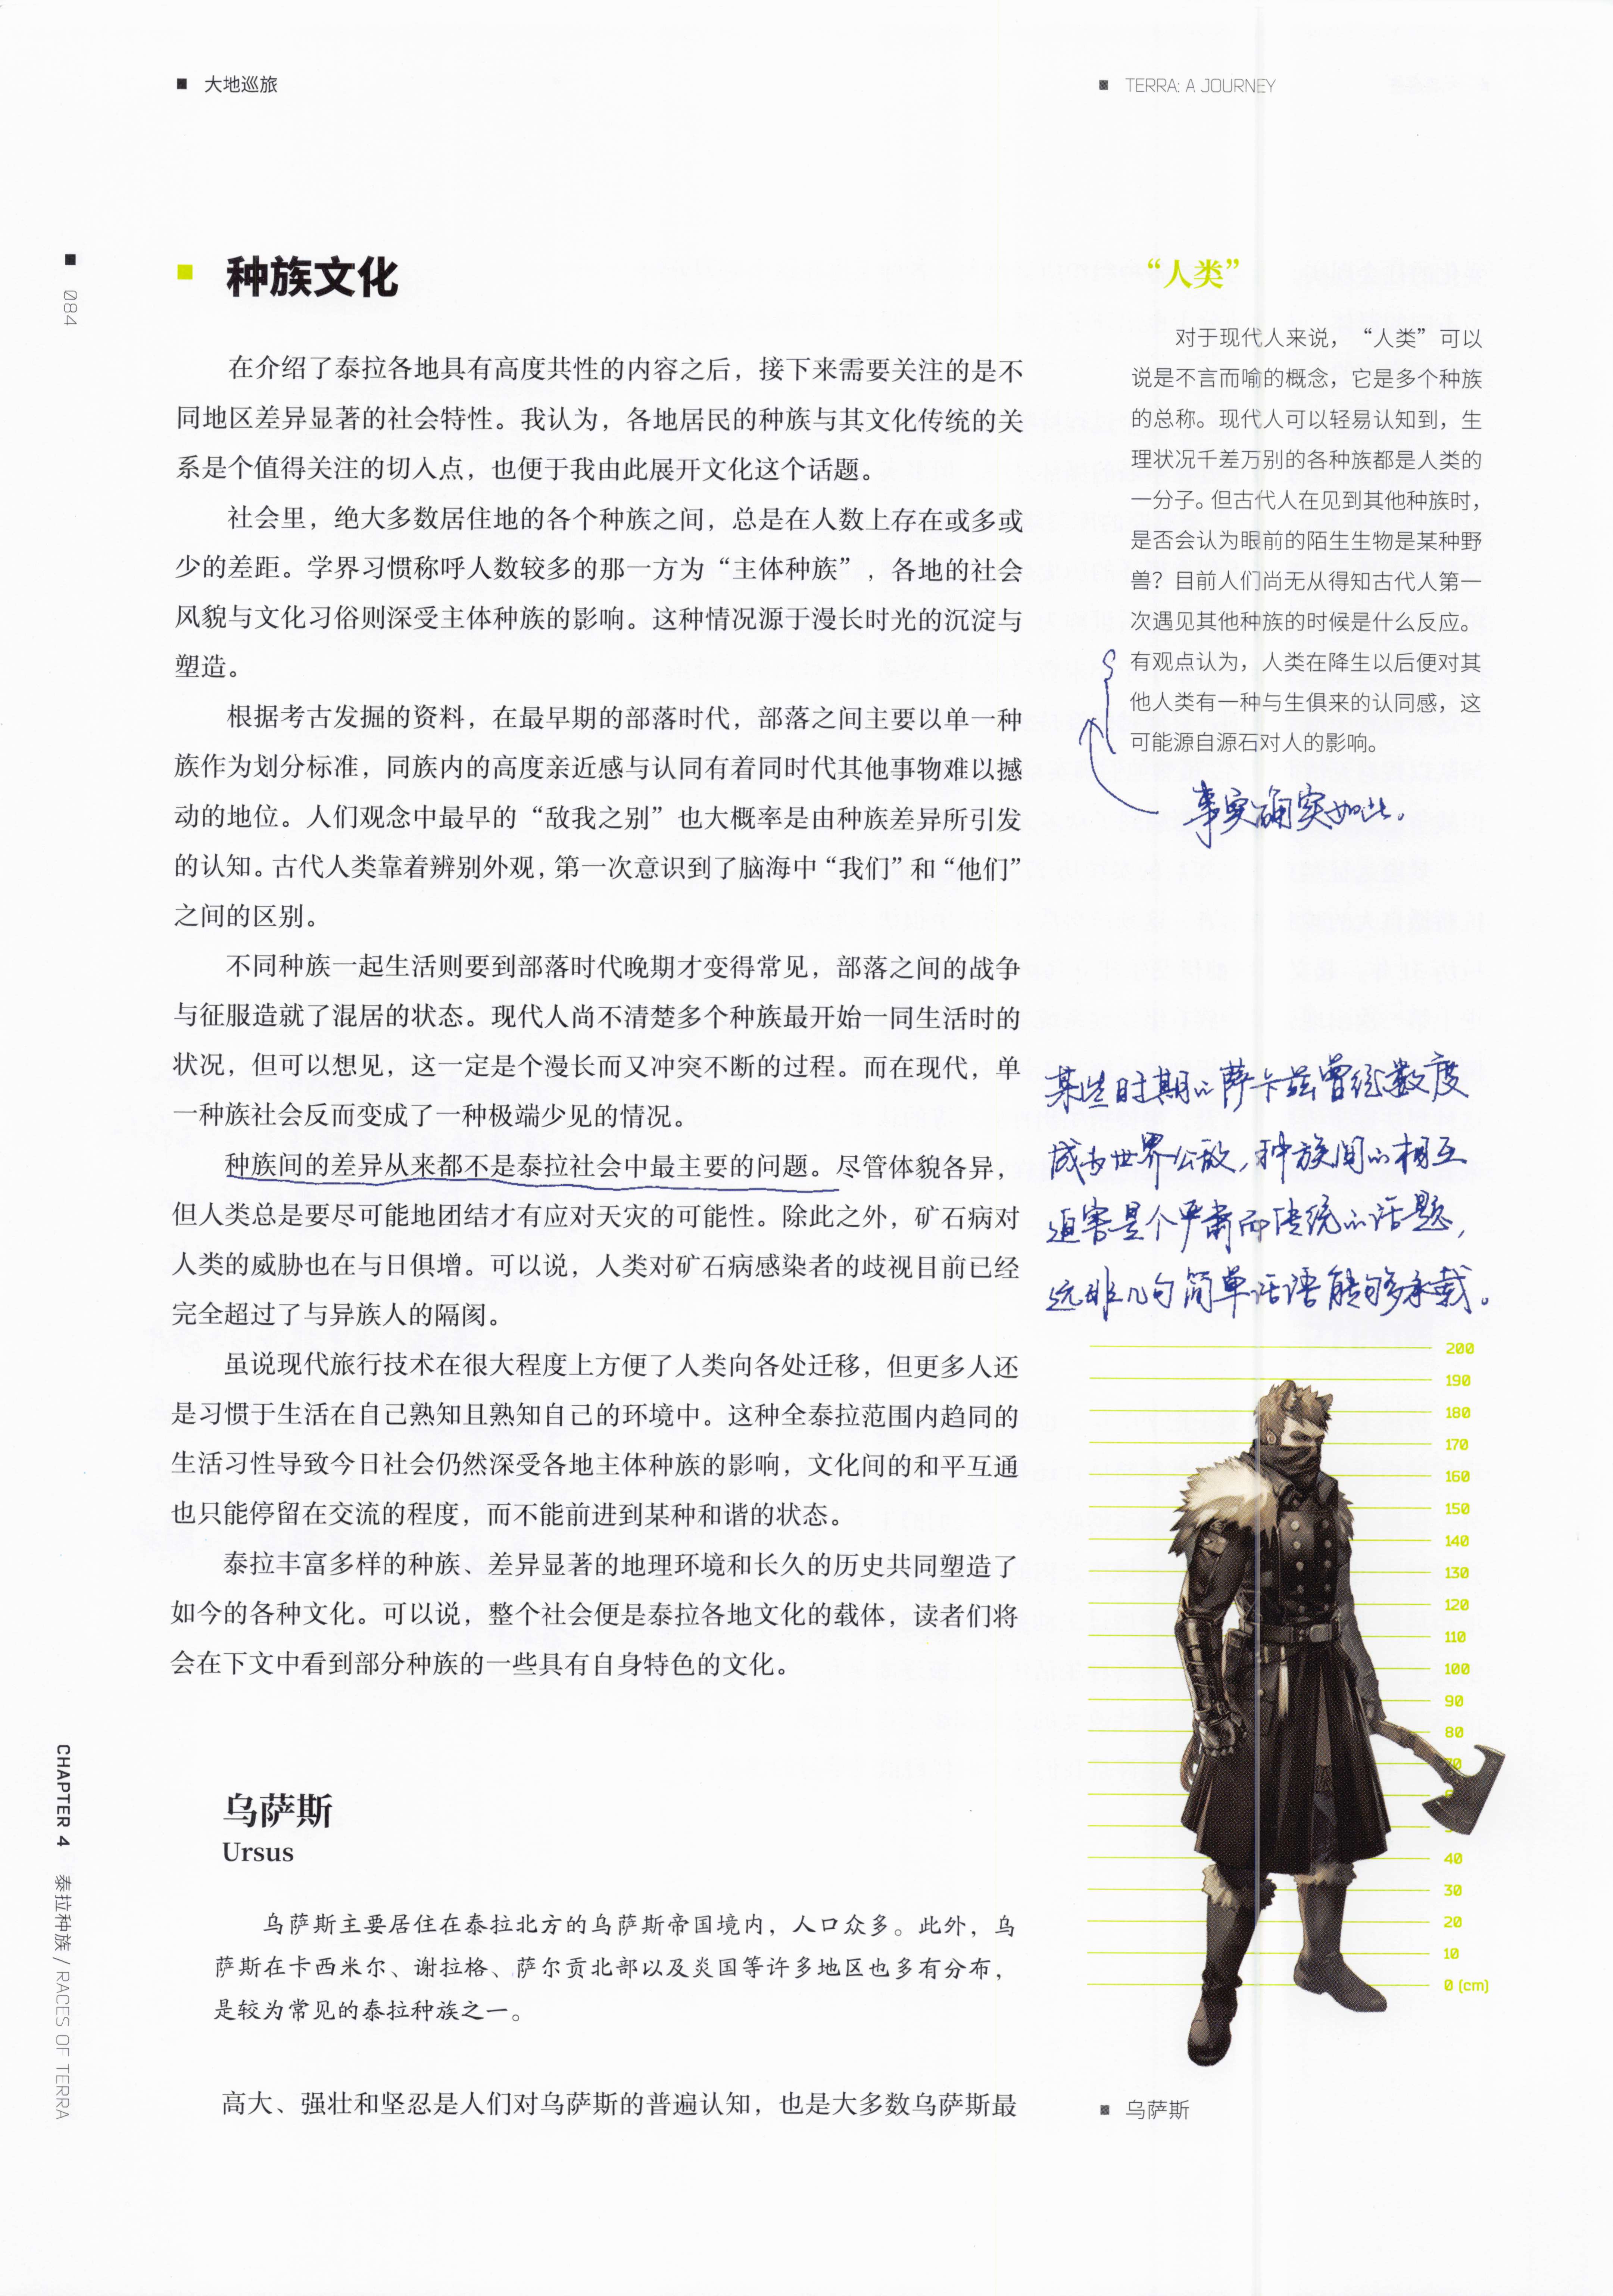 大地巡旅
TERRA: A JOURNEY
084
种族文化
在介绍了泰拉各地具有高度共性的内容之后，接下来需要关注的是不
同地区差异显著的社会特性。我认为，各地居民的种族与其文化传统的关
系是个值得关注的切入点，也便于我由此展开文化这个话题。
社会里，绝大多数居住地的各个种族之间，总是在人数上存在或多或
少的差距。学界习惯称呼人数较多的那一方为“主体种族”，各地的社会
风貌与文化习俗则深受主体种族的影响。这种情况源于漫长时光的沉淀与
塑造。
根据考古发掘的资料，在最早期的部落时代，部落之间主要以单一种
族作为划分标准，同族内的高度亲近感与认同有着同时代其他事物难以撼
动的地位。人们观念中最早的“敌我之别”也大概率是由种族差异所引发
的认知。古代人类靠着辨别外观，第一次意识到了脑海中“我们”和“他们”
之间的区别。
不同种族一起生活则要到部落时代晚期才变得常见，部落之间的战争
与征服造就了混居的状态。现代人尚不清楚多个种族最开始一同生活时的
状况，但可以想见，这一定是个漫长而又冲突不断的过程。而在现代，单
一种族社会反而变成了一种极端少见的情况。
种族间的差异从来都不是泰拉社会中最主要的问题。尽管体貌各异，
但人类总是要尽可能地团结才有应对天灾的可能性。除此之外，矿石病对
人类的威胁也在与日俱增。可以说，人类对矿石病感染者的歧视目前已经
完全超过了与异族人的隔阂。
虽说现代旅行技术在很大程度上方便了人类向各处迁移，但更多人还
是习惯于生活在自己熟知且熟知自己的环境中。这种全泰拉范围内趋同的
生活习性导致今日社会仍然深受各地主体种族的影响，文化间的和平互通
也只能停留在交流的程度，而不能前进到某种和谐的状态。
泰拉丰富多样的种族、差异显著的地理环境和长久的历史共同塑造了
如今的各种文化。可以说，整个社会便是泰拉各地文化的载体，读者们将
会在下文中看到部分种族的一些具有自身特色的文化。
“人类”
对于现代人来说，“人类”可以
说是不言而喻的概念，它是多个种族
的总称。现代人可以轻易认知到，生
理状况千差万别的各种族都是人类的
一分子。但古代人在见到其他种族时，
是否会认为眼前的陌生生物是某种野
兽？目前人们尚无从得知古代人第一
次遇见其他种族的时候是什么反应。
有观点认为，人类在降生以后便对其
他人类有一种与生俱来的认同感，这
可能源自源石对人的影响。
事实确实如此。
某些时期的萨卡兹曾经数度
成为世界公敌，种族间的相互
迫害是个严肃而传统的话题，
远非几句简单话语能够承载。
200
190
180
170
160
150
140
130
120
110
100
90
80
40
30
20
10
0 (cm)
乌萨斯
乌萨斯
Ursus
乌萨斯主要居住在泰拉北方的乌萨斯帝国境内，人口众多。此外，乌
萨斯在卡西米尔、谢拉格、萨尔贡北部以及炎国等许多地区也多有分布，
是较为常见的泰拉种族之一。
高大、强壮和坚忍是人们对乌萨斯的普遍认知，也是大多数乌萨斯最
CHAPTER 4 泰拉种族 / RACES OF TERRA